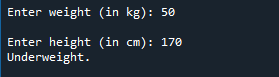 Enter weight (in kg): 50
Enter height (in cm): 170
Underweight.